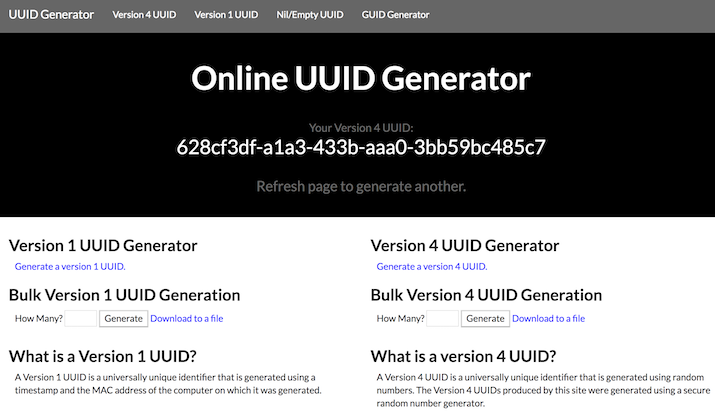 UUID Generator Version 4 UUID Version 1 UUID Nil/Empty UUID GUID Generator
Online UUID Generator
Your Version 4 UUID:
628cf3df-a1a3-433b-aaa0-3bb59bc485c7
Refresh page to generate another.
Version 1 UUID Generator
Generate a version 1 UUID.
Bulk Version 1 UUID Generation
How Many? Generate Download to a file
What is a Version 1 UUID?
A Version 1 UUID is a universally unique identifier that is generated using a
timestamp and the MAC address of the computer on which it was generated.
Version 4 UUID Generator
Generate a version 4 UUID.
Bulk Version 4 UUID Generation
How Many? Generate Download to a file
What is a version 4 UUID?
A Version 4 UUID is a universally unique identifier that is generated using random
numbers. The Version 4 UUIDs produced by this site were generated using a secure
random number generator.